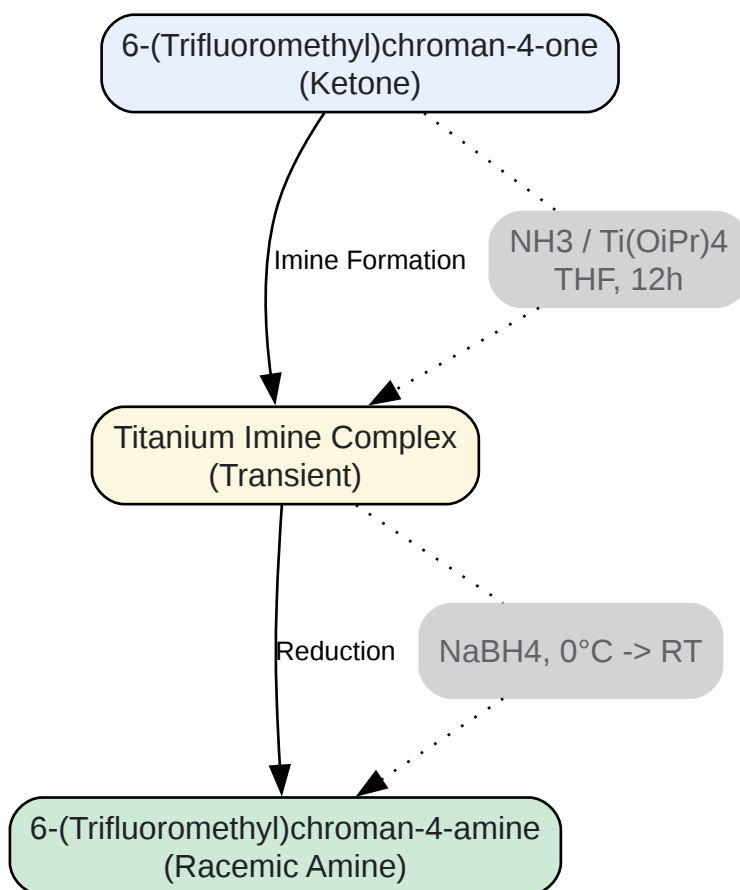 6-(Trifluoromethyl)chroman-4-one
(Ketone)
Imine Formation
NH3 / Ti(OiPr)4
THF, 12h
Titanium Imine Complex
(Transient)
Reduction
NaBH4, 0°C -> RT
6-(Trifluoromethyl)chroman-4-amine
(Racemic Amine)